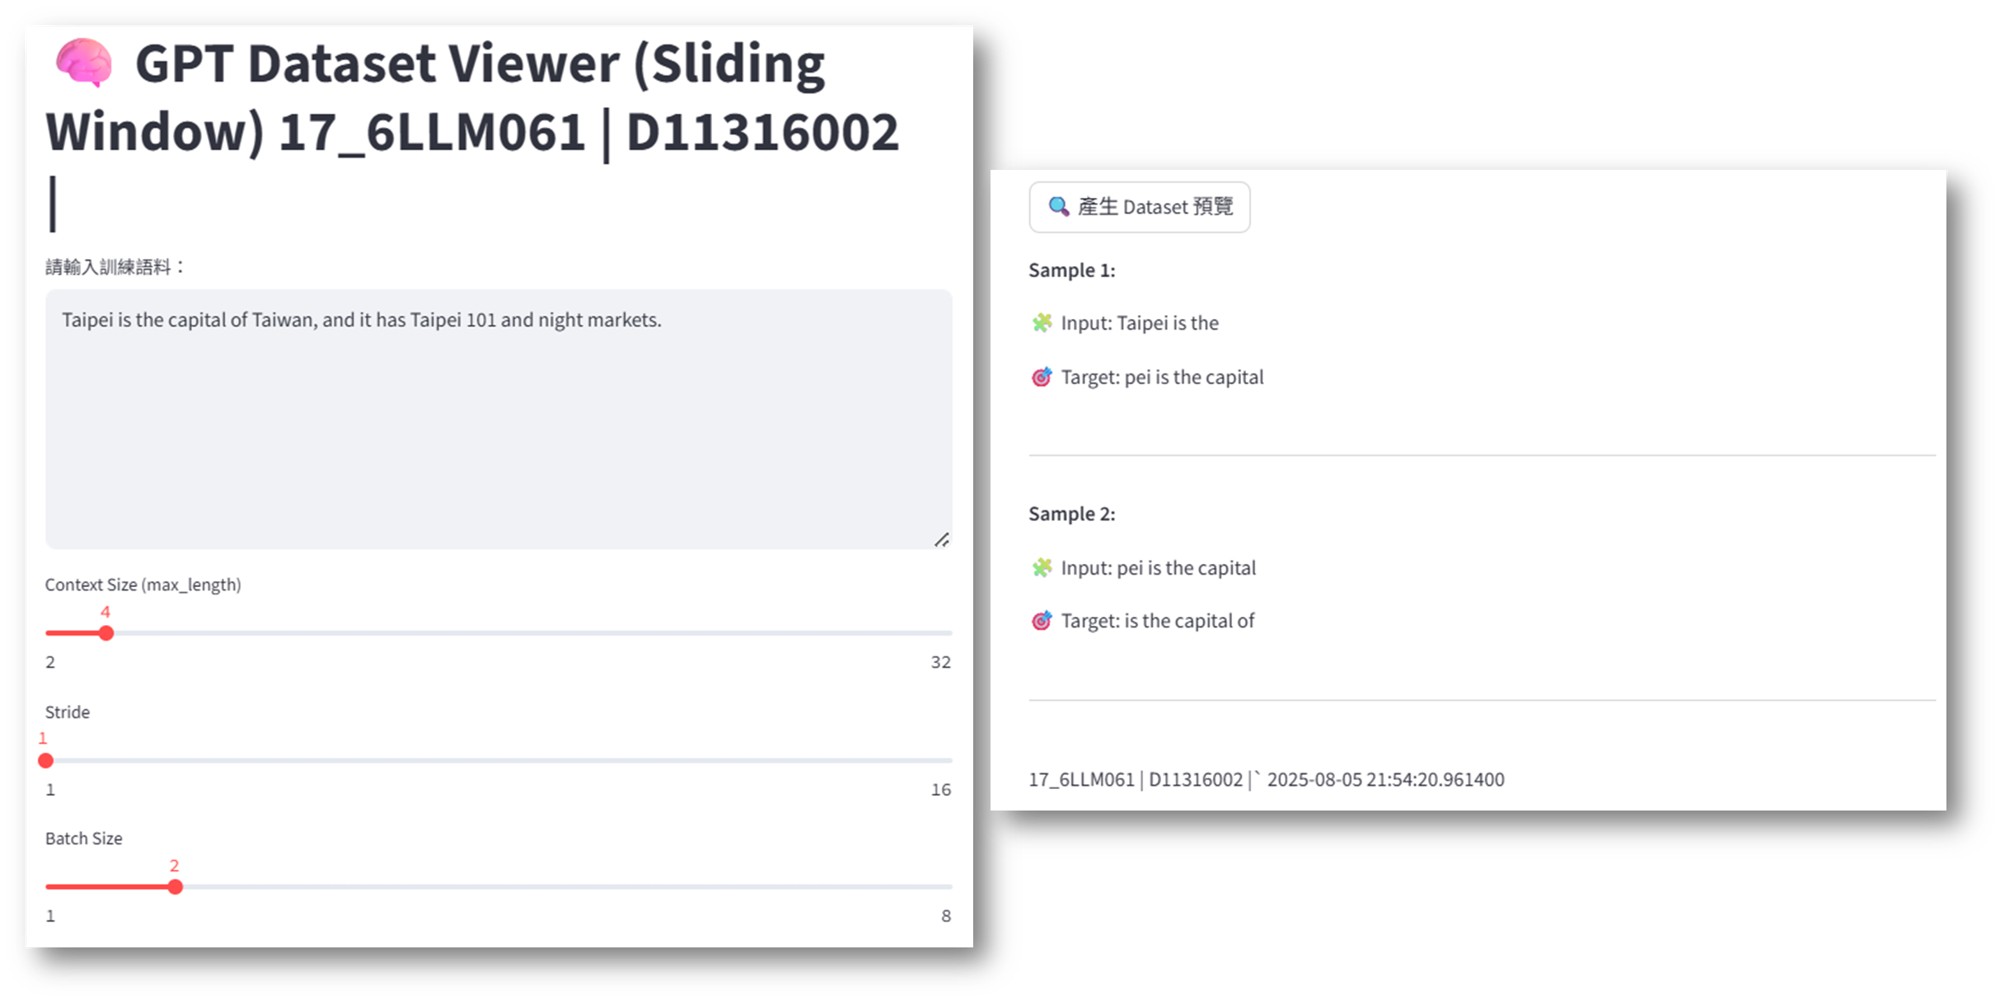 🧠 GPT Dataset Viewer (Sliding
Window) 17_6LLM061 | D11316002
|
請輸入訓練語料：
Taipei is the capital of Taiwan, and it has Taipei 101 and night markets.
Context Size (max_length)
4
2 32
Stride
1
1 16
Batch Size
2
1 8
🔍 產生 Dataset 預覽
Sample 1:
🧩 Input: Taipei is the
🎯 Target: pei is the capital
Sample 2:
🧩 Input: pei is the capital
🎯 Target: is the capital of
17_6LLM061 | D11316002 |` 2025-08-05 21:54:20.961400